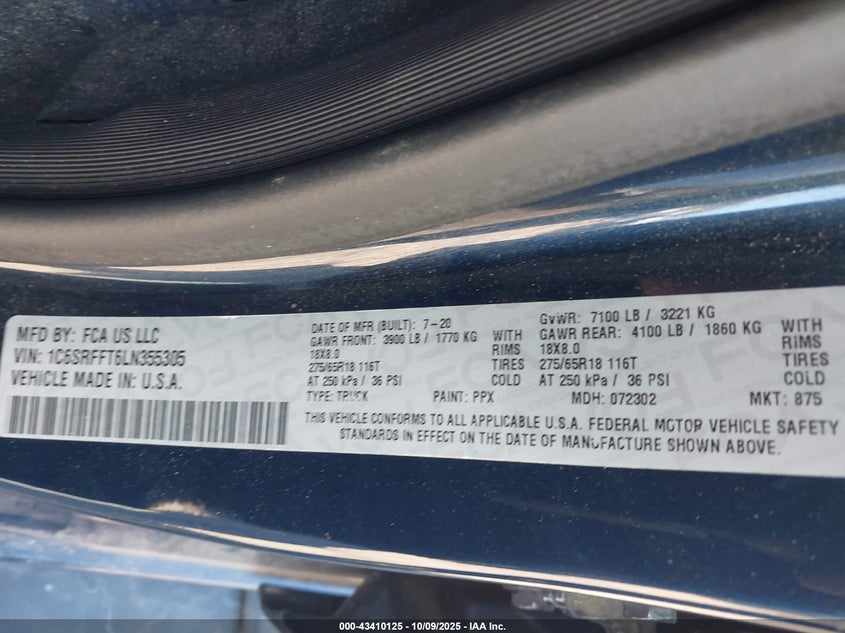 MFD BY: FCA US LLC
VIN: 1C6SRFFT6LN355305
VEHICLE MADE IN: U.S.A.
DATE OF MFR (BUILT): 7-20
GAWR FRONT: 3900 LB / 1770 KG WITH
18X8.0 RIMS
275/65R18 116T TIRES
AT 250 kPa / 36 PSI COLD
TYPE: TRUCK PAINT: PPX
GVWR: 7100 LB / 3221 KG
GAWR REAR: 4100 LB / 1860 KG WITH
18X8.0 RIMS
275/65R18 116T TIRES
AT 250 kPa / 36 PSI COLD
MDH: 072302 MKT: 875
THIS VEHICLE CONFORMS TO ALL APPLICABLE U.S.A. FEDERAL MOTOR VEHICLE SAFETY
STANDARDS IN EFFECT ON THE DATE OF MANUFACTURE SHOWN ABOVE.
000-43410125 - 10/09/2025 - IAA Inc.